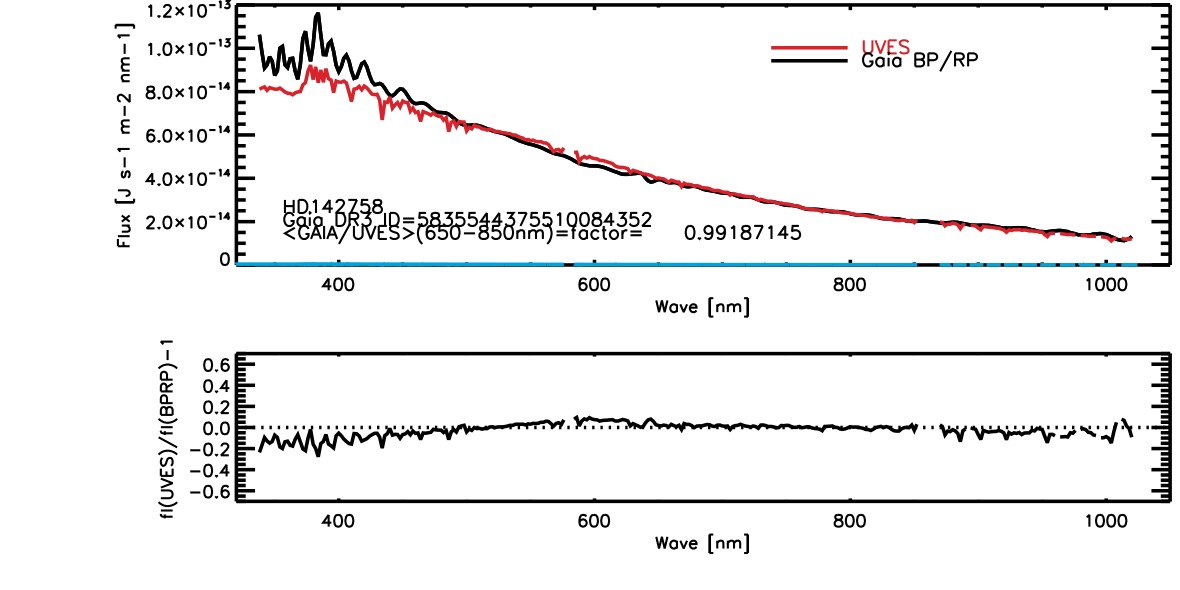 1.2×10−13
1.0×10−13
8.0×10−14
6.0×10−14
4.0×10−14
2.0×10−14
0
Flux [J s−1 m−2 nm−1]
UVES
Gaia BP/RP
HD142758
Gaia DR3 ID=5835544375510084352
<GAIA/UVES>(650−850nm)=factor= 0.99187145
400 600 800 1000
Wave [nm]
fl(UVES)/fl(BPRP)−1
0.6
0.4
0.2
0.0
−0.2
−0.4
−0.6
400 600 800 1000
Wave [nm]